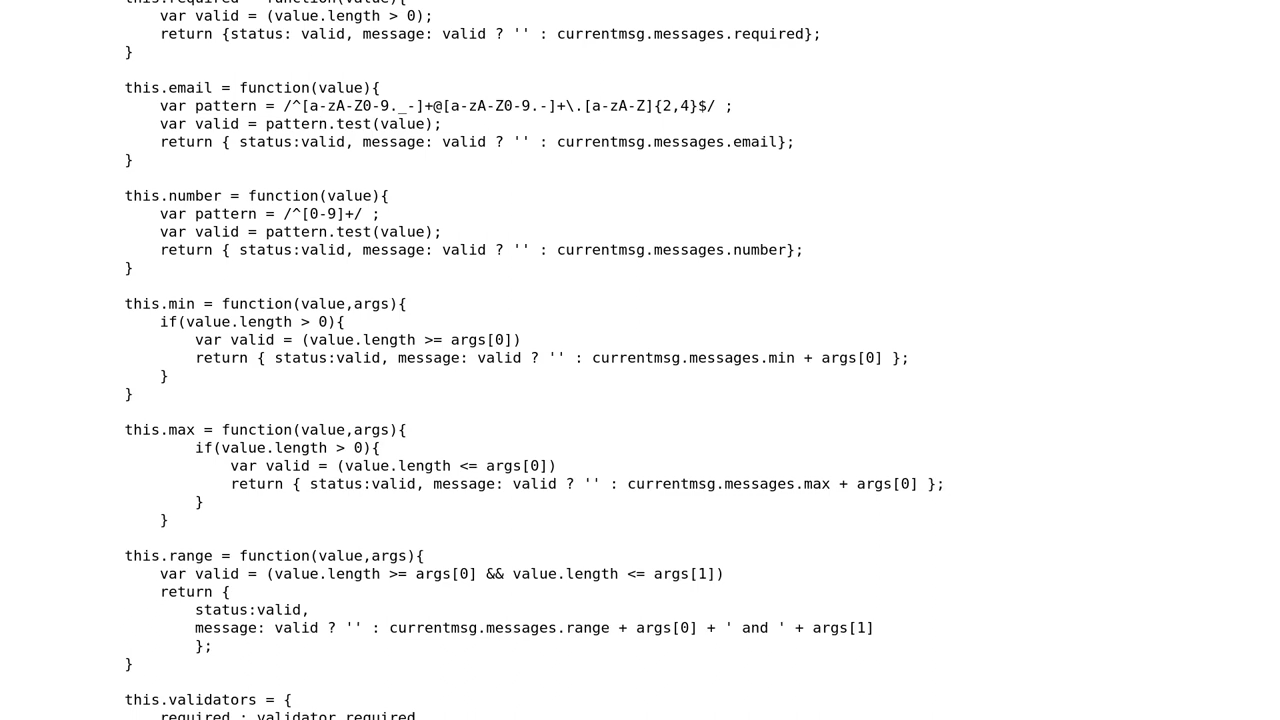 this.required = function(value){
    var valid = (value.length > 0);
    return {status: valid, message: valid ? '' : currentmsg.messages.required};
}

this.email = function(value){
    var pattern = /^[a-zA-Z0-9._-]+@[a-zA-Z0-9.-]+\.[a-zA-Z]{2,4}$/ ;
    var valid = pattern.test(value);
    return { status:valid, message: valid ? '' : currentmsg.messages.email};
}

this.number = function(value){
    var pattern = /^[0-9]+/ ;
    var valid = pattern.test(value);
    return { status:valid, message: valid ? '' : currentmsg.messages.number};
}

this.min = function(value,args){
    if(value.length > 0){
        var valid = (value.length >= args[0])
        return { status:valid, message: valid ? '' : currentmsg.messages.min + args[0] };
    }
}

this.max = function(value,args){
        if(value.length > 0){
            var valid = (value.length <= args[0])
            return { status:valid, message: valid ? '' : currentmsg.messages.max + args[0] };
        }
    }

this.range = function(value,args){
    var valid = (value.length >= args[0] && value.length <= args[1])
    return {
        status:valid,
        message: valid ? '' : currentmsg.messages.range + args[0] + ' and ' + args[1]
        };
}

this.validators = {
    required : validator.required